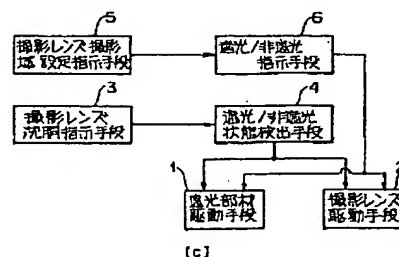 5
撮影レンズ撮影
域設定指示手段
6
遮光/非遮光
指示手段
3
撮影レンズ
沈胴指示手段
4
遮光/非遮光
状態検出手段
1
遮光部材
駆動手段
2
撮影レンズ
駆動手段
[c]